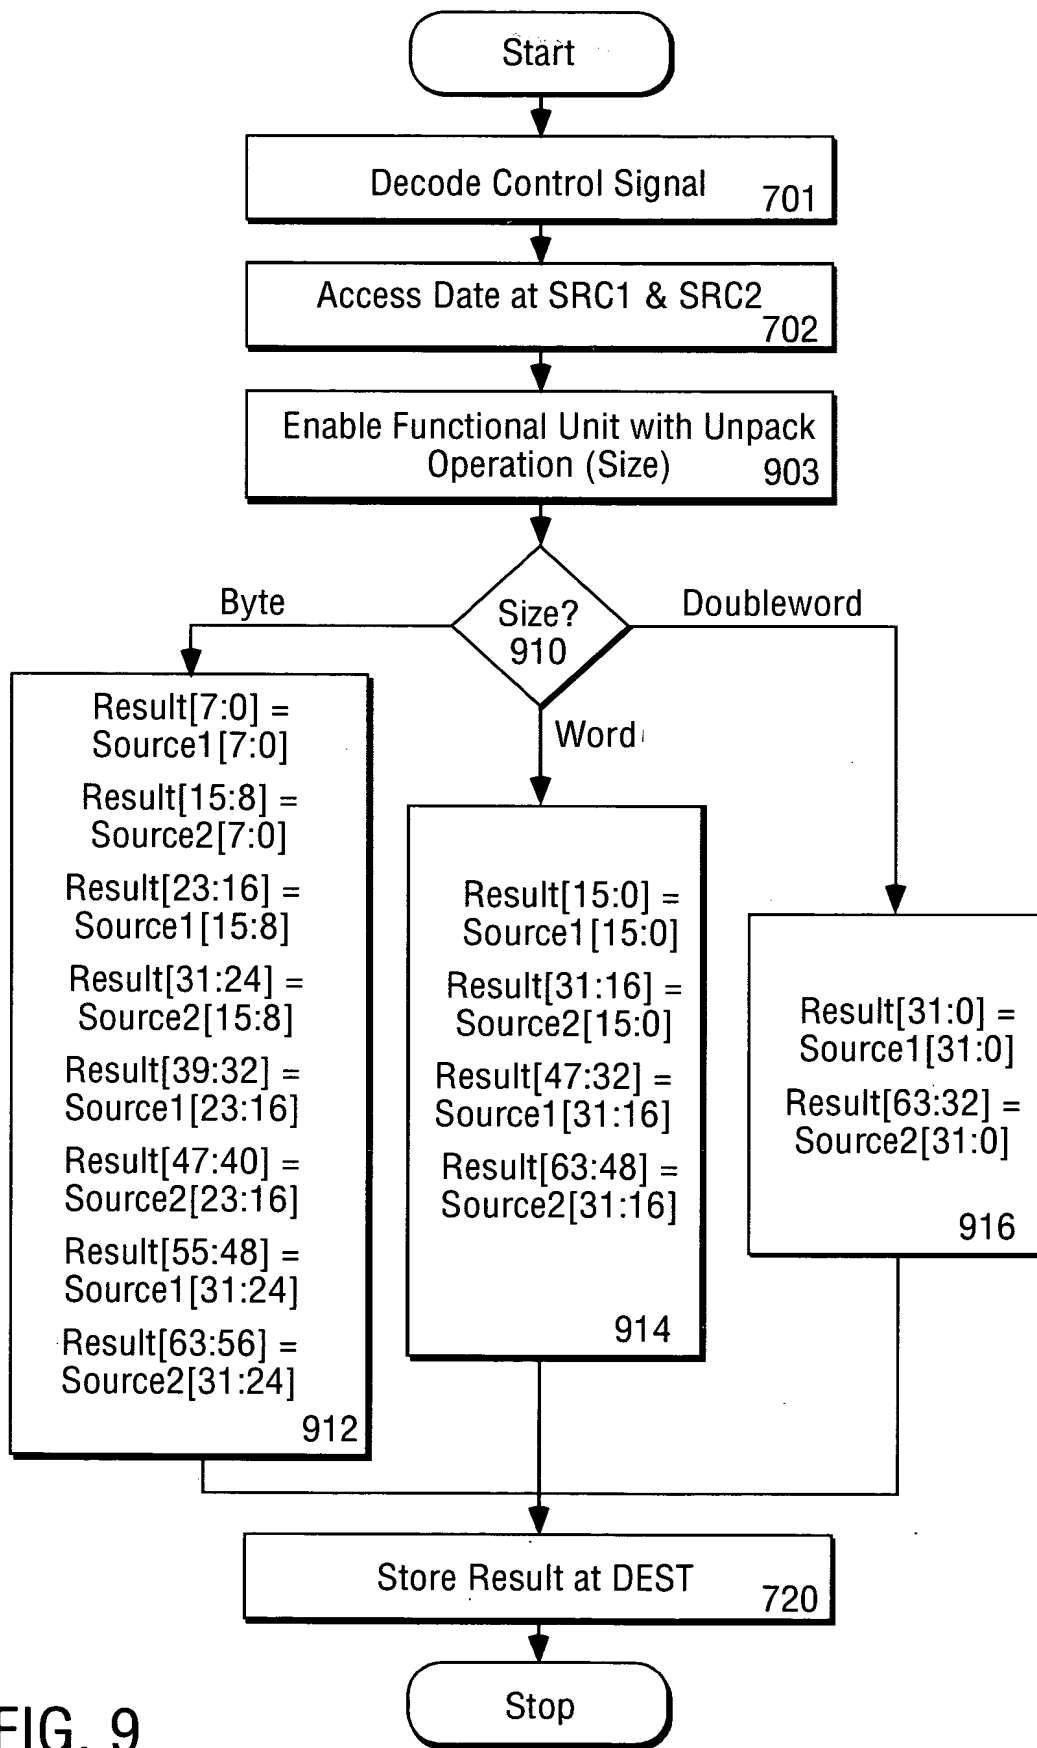 Start
Decode Control Signal
701
Access Date at SRC1 & SRC2
702
Enable Functional Unit with Unpack
Operation (Size)
903
Size?
910
Byte
Word
Doubleword
Result[7:0] =
Source1[7:0]
Result[15:8] =
Source2[7:0]
Result[23:16] =
Source1[15:8]
Result[31:24] =
Source2[15:8]
Result[39:32] =
Source1[23:16]
Result[47:40] =
Source2[23:16]
Result[55:48] =
Source1[31:24]
Result[63:56] =
Source2[31:24]
912
Result[15:0] =
Source1[15:0]
Result[31:16] =
Source2[15:0]
Result[47:32] =
Source1[31:16]
Result[63:48] =
Source2[31:16]
914
Result[31:0] =
Source1[31:0]
Result[63:32] =
Source2[31:0]
916
Store Result at DEST
720
Stop
FIG. 9